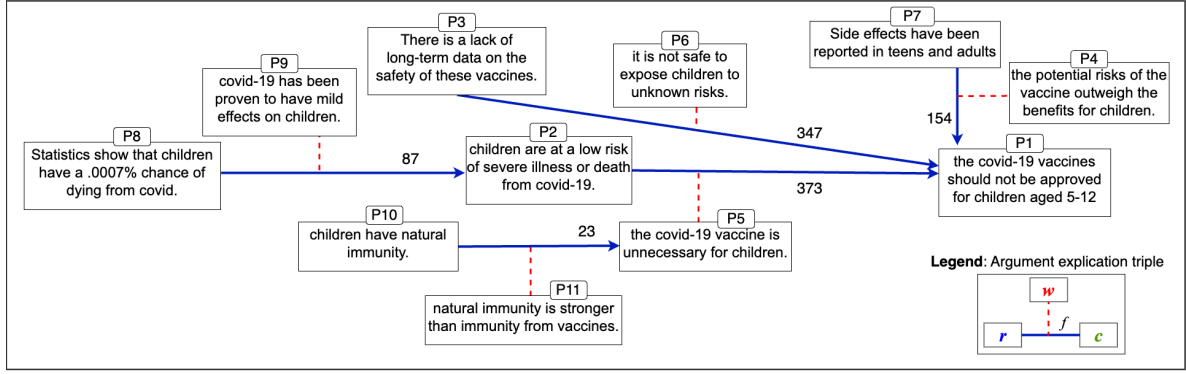 P3
There is a lack of
long-term data on the
safety of these vaccines.
P6
it is not safe to
expose children to
unknown risks.
P7
Side effects have been
reported in teens and adults
P9
covid-19 has been
proven to have mild
effects on children.
P4
the potential risks of the
vaccine outweigh the
benefits for children.
154
347
P8
Statistics show that children
have a .0007% chance of
dying from covid.
87
P2
children are at a low risk
of severe illness or death
from covid-19.
373
P1
the covid-19 vaccines
should not be approved
for children aged 5-12
P10
children have natural
immunity.
23
P5
the covid-19 vaccine is
unnecessary for children.
P11
natural immunity is stronger
than immunity from vaccines.
Legend: Argument explication triple
w
r
f
c